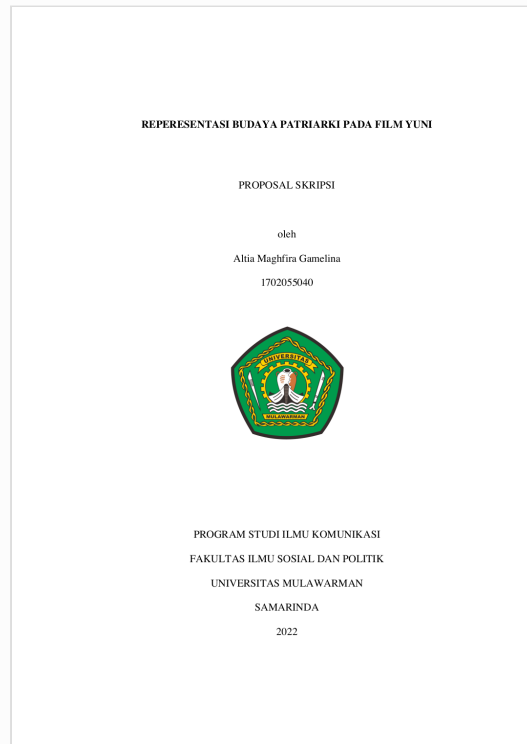 REPERESENTASI BUDAYA PATRIARKI PADA FILM YUNI
PROPOSAL SKRIPSI
oleh
Altia Maghfira Gamelina
1702055040
UNIVERSITAS
MULAWARMAN
PROGRAM STUDI ILMU KOMUNIKASI
FAKULTAS ILMU SOSIAL DAN POLITIK
UNIVERSITAS MULAWARMAN
SAMARINDA
2022